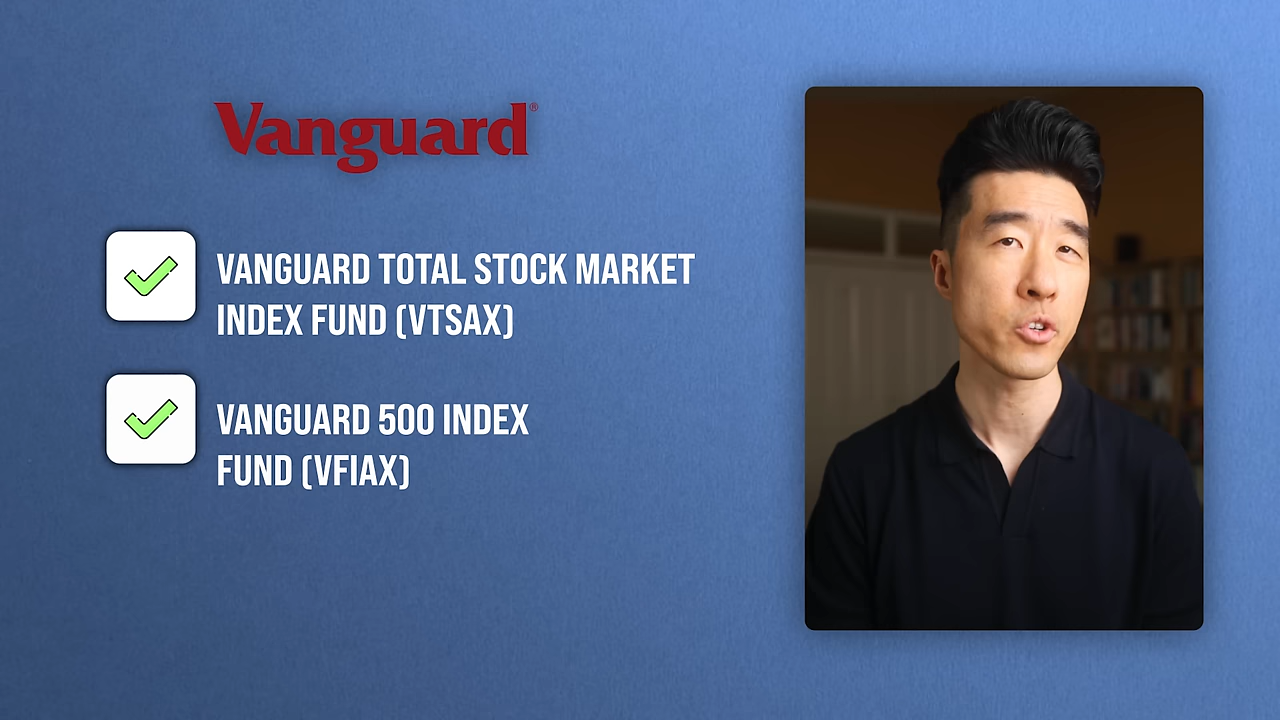 Vanguard®
VANGUARD TOTAL STOCK MARKET
INDEX FUND (VTSAX)
VANGUARD 500 INDEX
FUND (VFIAX)